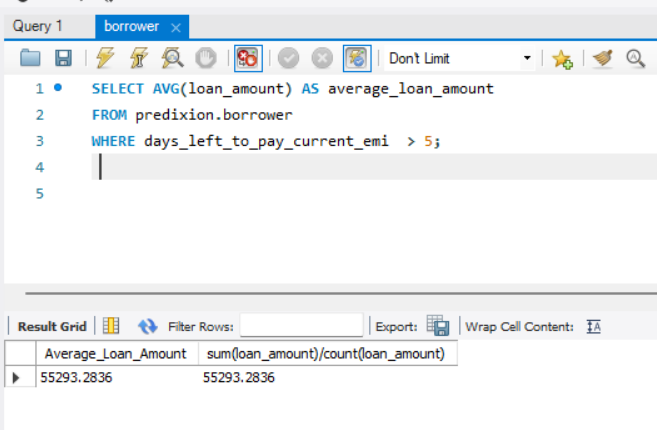 Query 1
borrower
Don't Limit
1 SELECT AVG(loan_amount) AS average_loan_amount
2 FROM predixion.borrower
3 WHERE days_left_to_pay_current_emi > 5;
4
5
Result Grid Filter Rows: Export: Wrap Cell Content:
Average_Loan_Amount sum(loan_amount)/count(loan_amount)
55293.2836 55293.2836